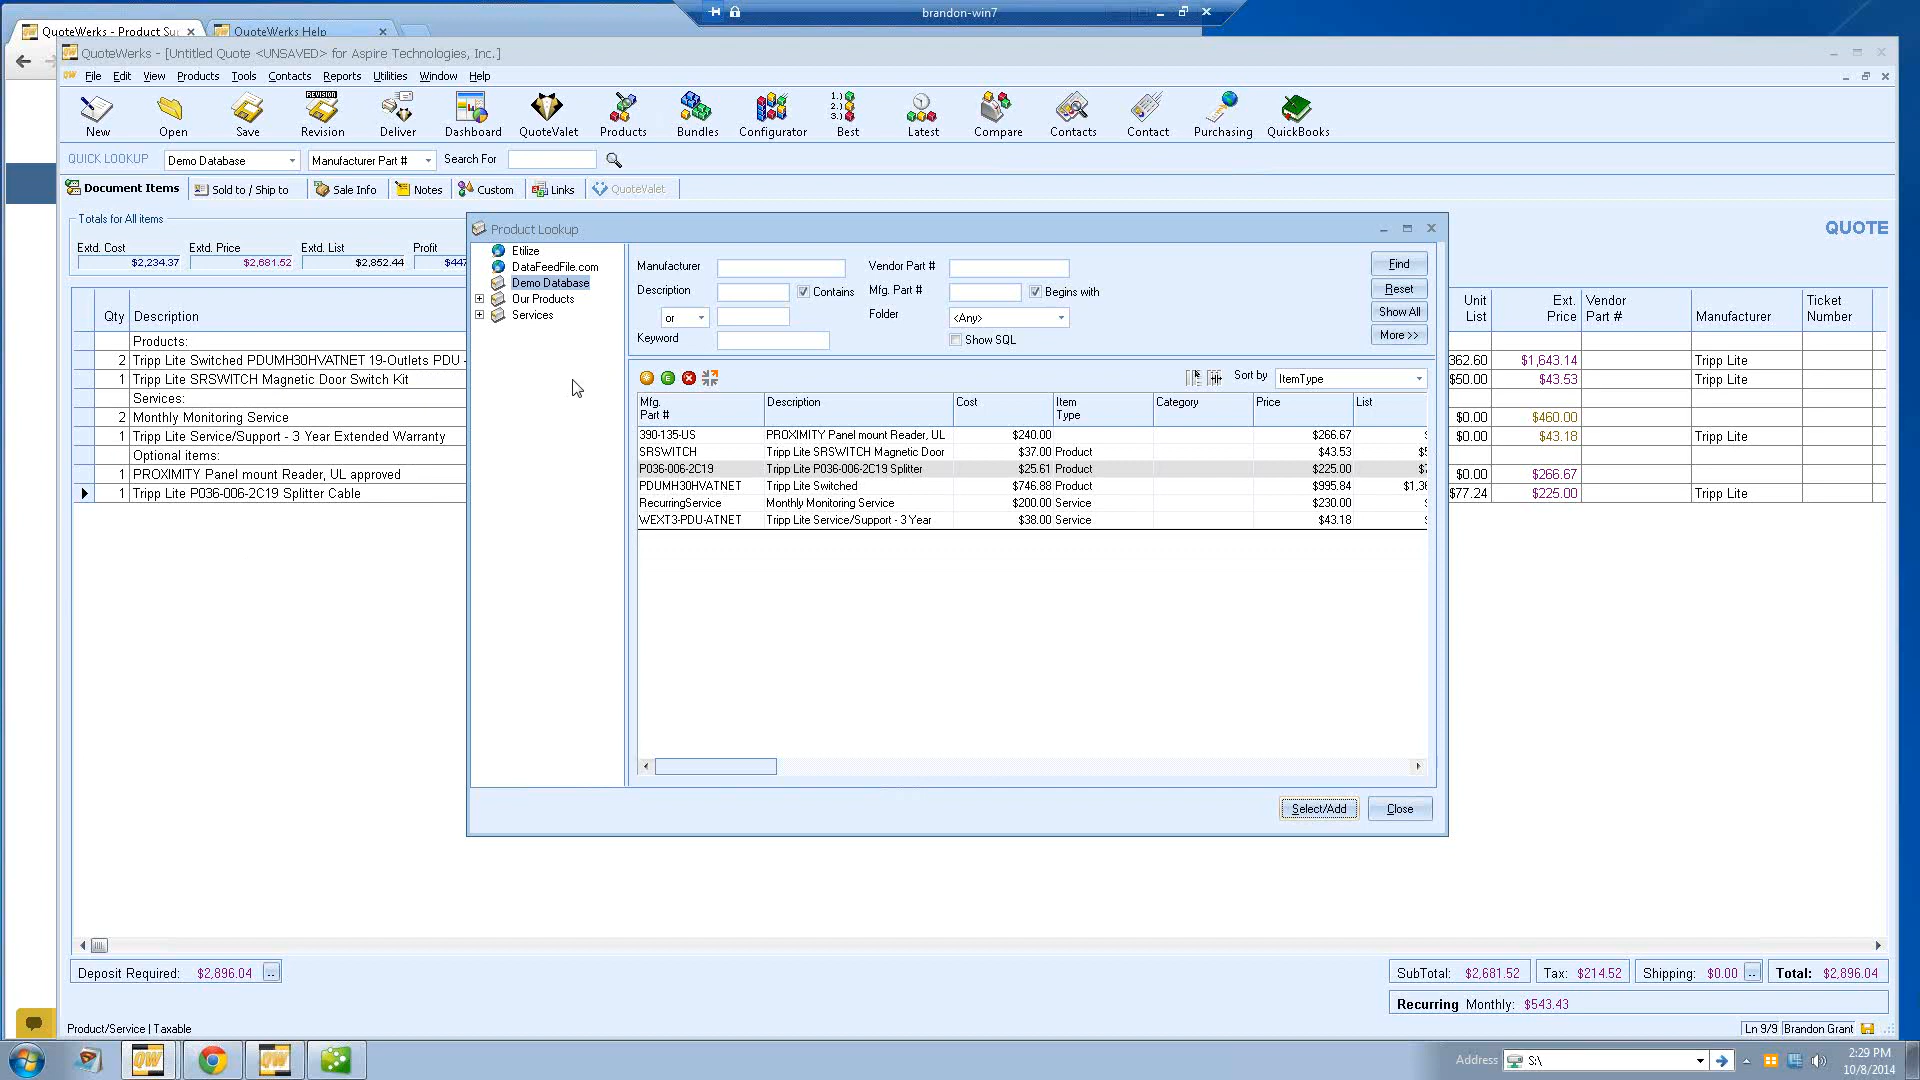 brandon-win7
QuoteWerks - Product Su
QuoteWerks Help
QuoteWerks - [Untitled Quote <UNSAVED> for Aspire Technologies, Inc.]
File Edit View Products Tools Contacts Reports Utilities Window Help
REVISION
1.)
2.)
3.)
New Open Save Revision Deliver Dashboard QuoteValet Products Bundles Configurator Best Latest Compare Contacts Contact Purchasing QuickBooks
QUICK LOOKUP Demo Database Manufacturer Part # Search For
Document Items Sold to / Ship to Sale Info Notes Custom Links QuoteValet
Totals for All items
QUOTE
Extd. Cost Extd. Price Extd. List Profit
$2,234.37 $2,681.52 $2,852.44 $447
Qty Description
Unit List Ext. Price Vendor Part # Manufacturer Ticket Number
Products:
2 Tripp Lite Switched PDUMH30HVATNET 19-Outlets PDU - 362.60 $1,643.14 Tripp Lite
1 Tripp Lite SRSWITCH Magnetic Door Switch Kit $50.00 $43.53 Tripp Lite
Services:
2 Monthly Monitoring Service $0.00 $460.00
1 Tripp Lite Service/Support - 3 Year Extended Warranty $0.00 $43.18 Tripp Lite
Optional items:
1 PROXIMITY Panel mount Reader, UL approved $0.00 $266.67
1 Tripp Lite P036-006-2C19 Splitter Cable $77.24 $225.00 Tripp Lite
Product Lookup
Etilize
DataFeedFile.com
Demo Database
Our Products
Services
Manufacturer Vendor Part # Find
Description Contains Mfg. Part # Begins with Reset
or Folder <Any> Show All
Keyword Show SQL More >>
Sort by ItemType
Mfg. Part # Description Cost Item Type Category Price List
390-135-US PROXIMITY Panel mount Reader, UL $240.00 $266.67
SRSWITCH Tripp Lite SRSWITCH Magnetic Door $37.00 Product $43.53
P036-006-2C19 Tripp Lite P036-006-2C19 Splitter $25.61 Product $225.00
PDUMH30HVATNET Tripp Lite Switched $746.88 Product $995.84 $1,36
RecurringService Monthly Monitoring Service $200.00 Service $230.00
WEXT3-PDU-ATNET Tripp Lite Service/Support - 3 Year $38.00 Service $43.18
Select/Add Close
Deposit Required: $2,896.04 ...
SubTotal: $2,681.52 Tax: $214.52 Shipping: $0.00 ... Total: $2,896.04
Recurring Monthly: $543.43
Product/Service | Taxable
Ln 9/9 Brandon Grant
QW QW
Address S:\
2:29 PM
10/8/2014